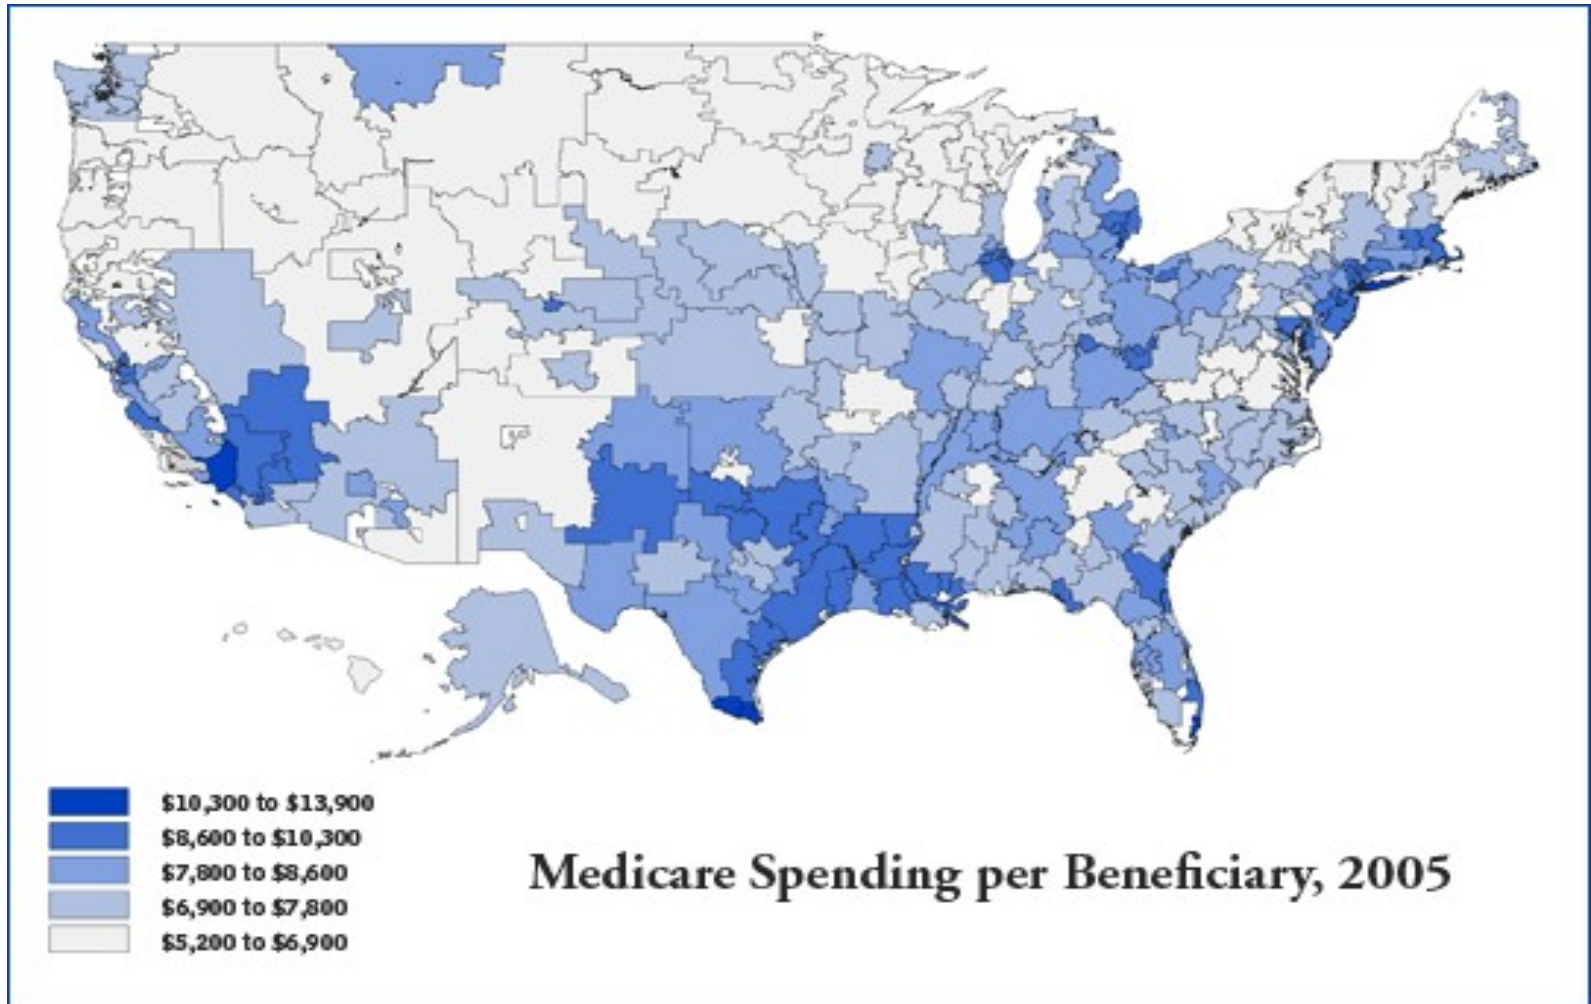 $10,300 to $13,900
$8,600 to $10,300
$7,800 to $8,600
$6,900 to $7,800
$5,200 to $6,900
Medicare Spending per Beneficiary, 2005